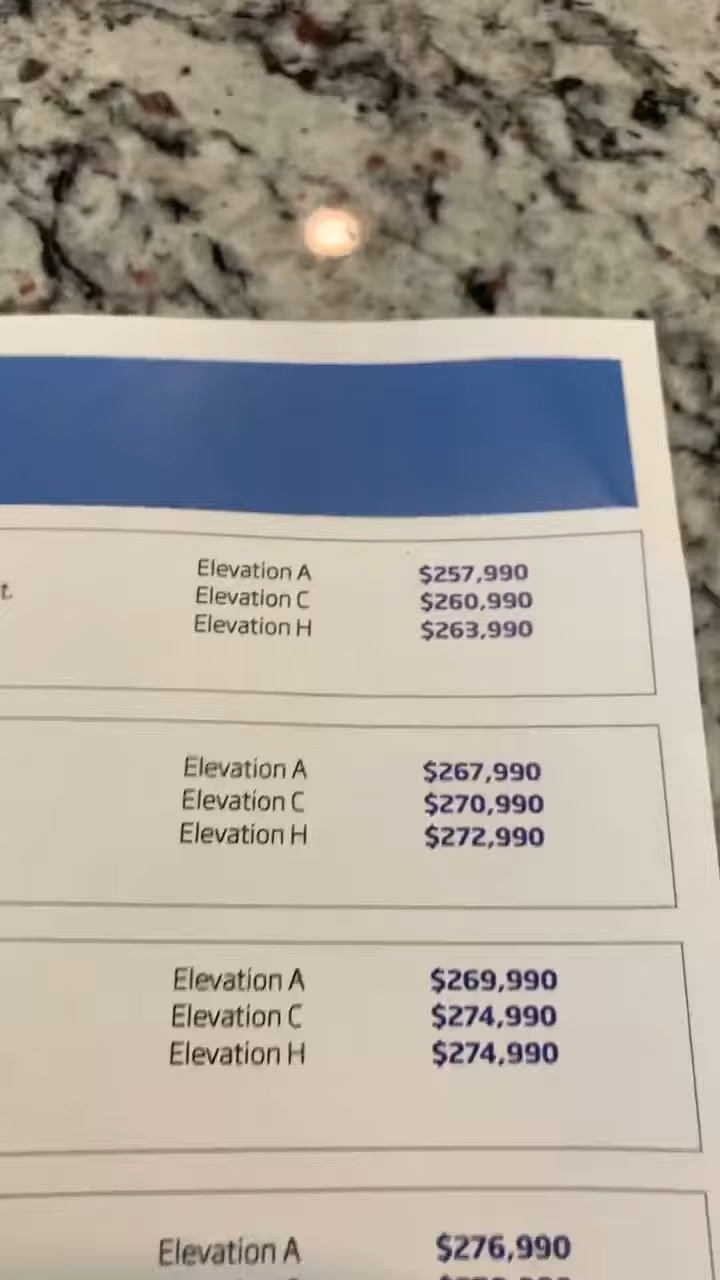 t.
Elevation A $257,990
Elevation C $260,990
Elevation H $263,990
Elevation A $267,990
Elevation C $270,990
Elevation H $272,990
Elevation A $269,990
Elevation C $274,990
Elevation H $274,990
Elevation A $276,990